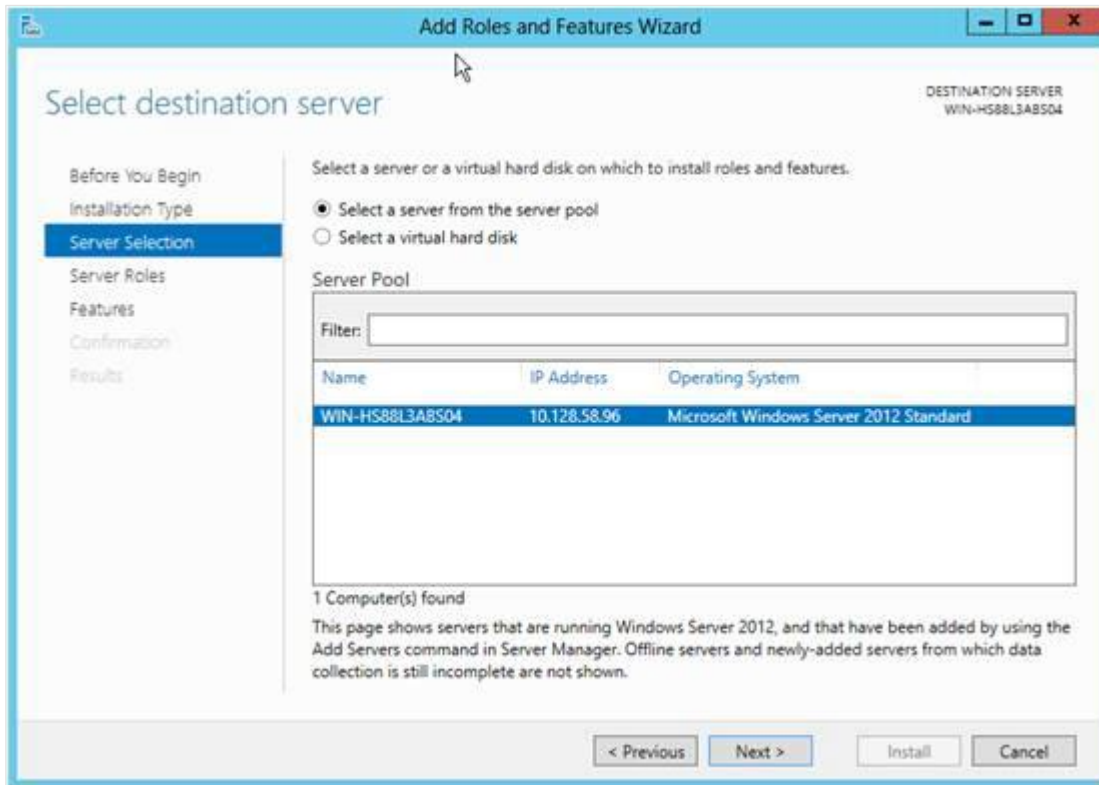 Add Roles and Features Wizard
Select destination server
DESTINATION SERVER
WIN-HS88L3ABS04
Before You Begin
Installation Type
Server Selection
Server Roles
Features
Confirmation
Results
Select a server or a virtual hard disk on which to install roles and features.
Select a server from the server pool
Select a virtual hard disk
Server Pool
Filter:
Name IP Address Operating System
WIN-HS88L3ABS04 10.128.58.96 Microsoft Windows Server 2012 Standard
1 Computer(s) found
This page shows servers that are running Windows Server 2012, and that have been added by using the
Add Servers command in Server Manager. Offline servers and newly-added servers from which data
collection is still incomplete are not shown.
< Previous Next > Install Cancel